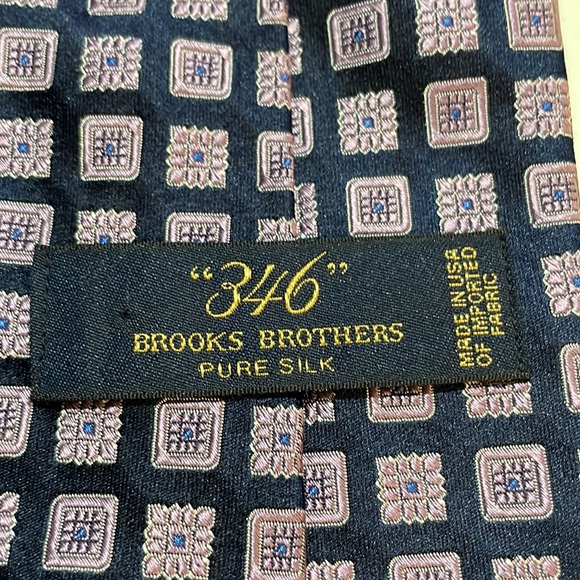 "346"
BROOKS BROTHERS
PURE SILK
MADE IN USA
OF IMPORTED
FABRIC